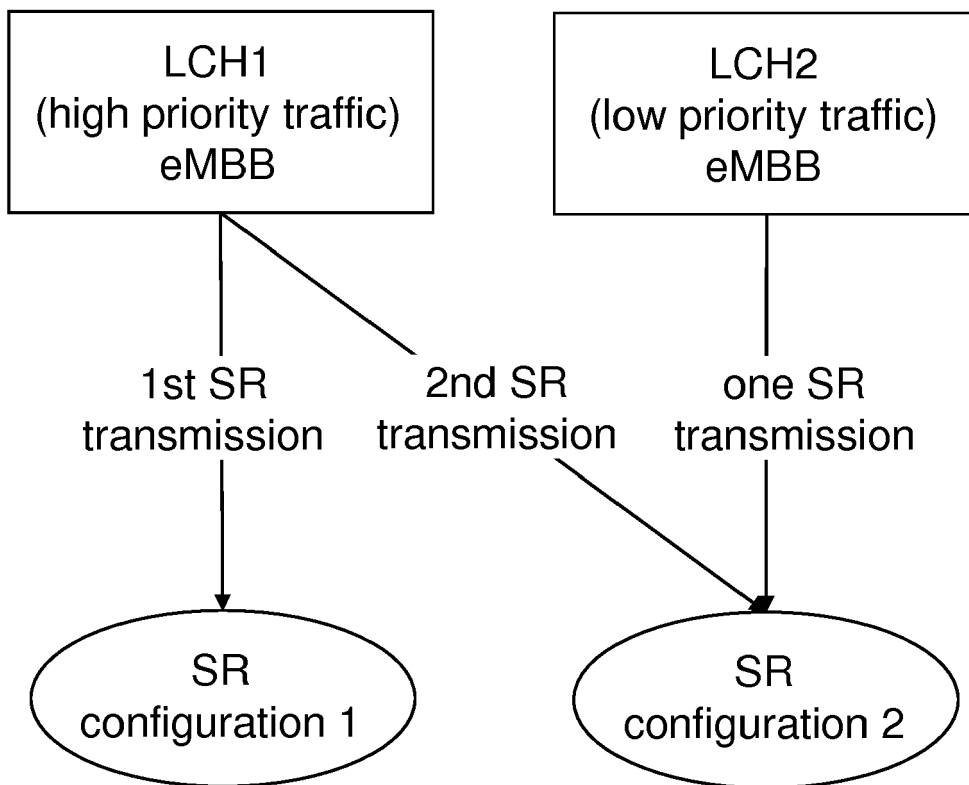 LCH1
(high priority traffic)
eMBB
LCH2
(low priority traffic)
eMBB
1st SR
transmission
2nd SR
transmission
one SR
transmission
SR
configuration 1
SR
configuration 2